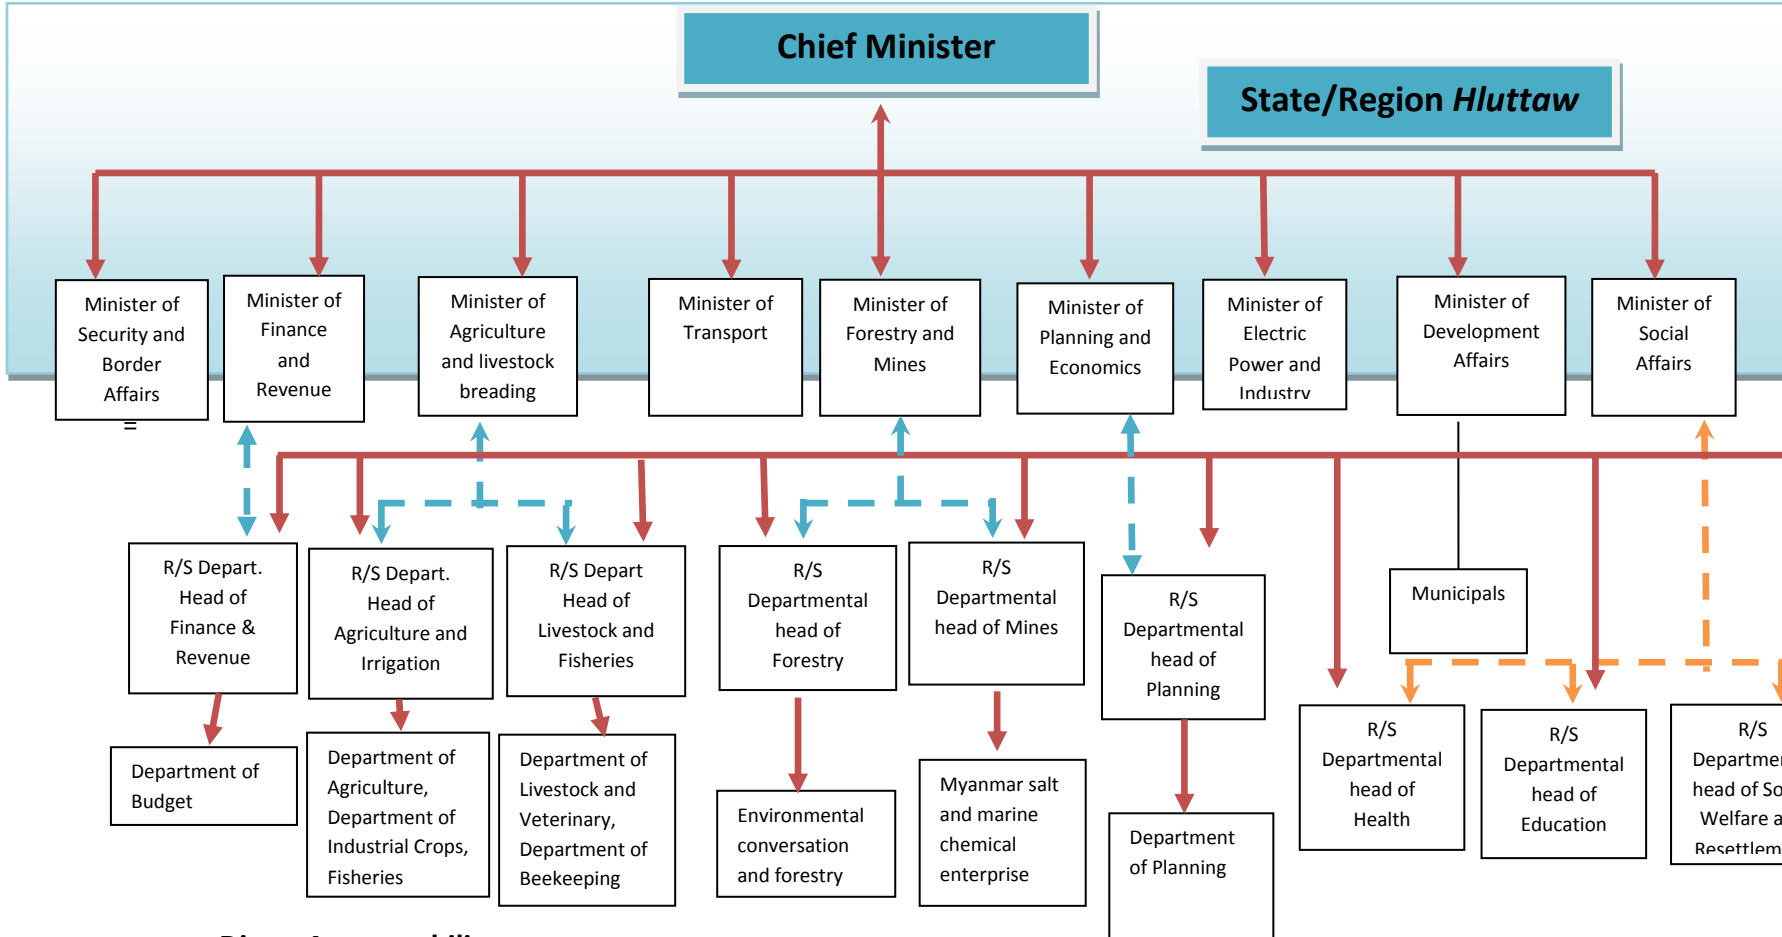 Chief Minister
State/Region Hluttaw
Minister of
Security and
Border
Affairs
=
Minister of
Finance
and
Revenue
Minister of
Agriculture
and livestock
breading
Minister of
Transport
Minister of
Forestry and
Mines
Minister of
Planning and
Economics
Minister of
Electric
Power and
Industry
Minister of
Development
Affairs
Minister of
Social
Affairs
R/S Depart.
Head of
Finance &
Revenue
R/S Depart.
Head of
Agriculture and
Irrigation
R/S Depart
Head of
Livestock and
Fisheries
R/S
Departmental
head of
Forestry
R/S
Departmental
head of Mines
R/S
Departmental
head of
Planning
Municipals
R/S
Departmental
head of
Health
R/S
Departmental
head of
Education
R/S
head of
Welfare
Department of
Budget
Department of
Agriculture,
Department of
Industrial Crops,
Fisheries
Department of
Livestock and
Veterinary,
Department of
Beekeeping
Environmental
conversation
and forestry
Myanmar salt
and marine
chemical
enterprise
Department
of Planning